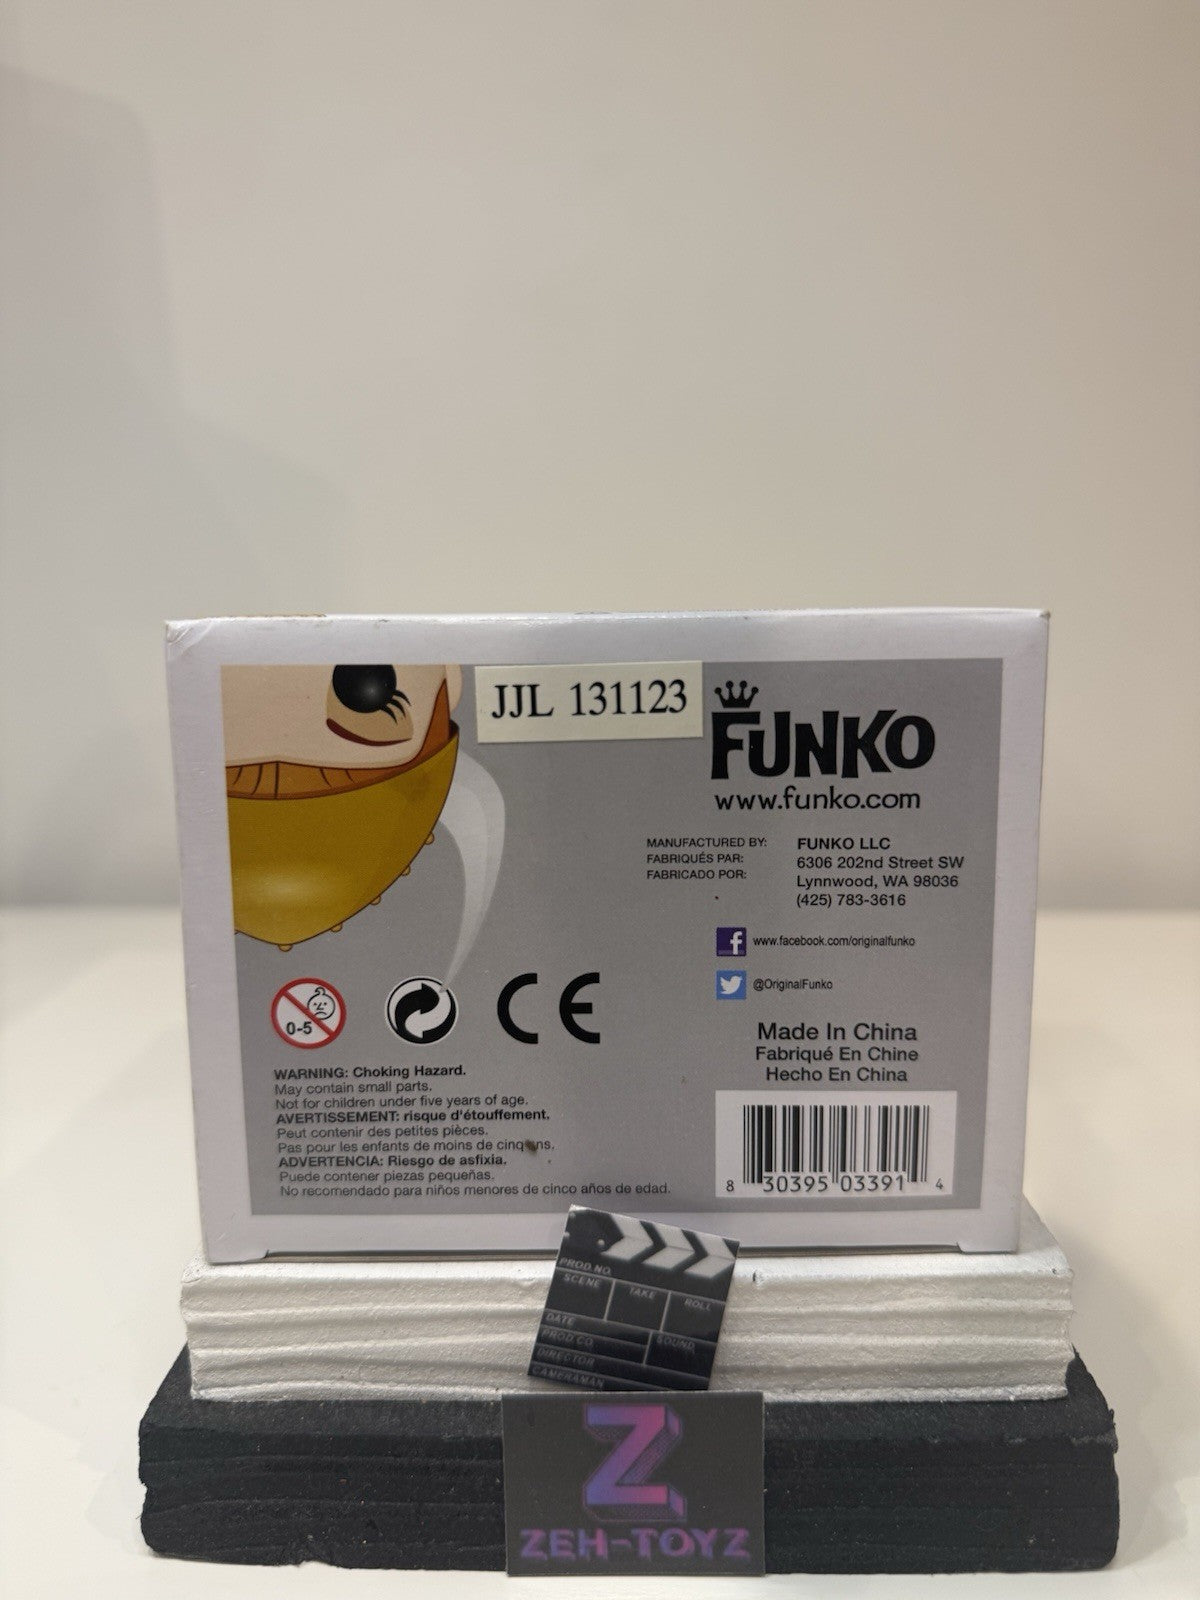 JJL 131123
FUNKO
www.funko.com
MANUFACTURED BY:
FABRIQUÉS PAR:
FABRICADO POR:
FUNKO LLC
6306 202nd Street SW
Lynnwood, WA 98036
(425) 783-3616
f www.facebook.com/originalfunko
@OriginalFunko
0-5
CE
Made In China
Fabriqué En Chine
Hecho En China
WARNING: Choking Hazard.
May contain small parts.
Not for children under five years of age.
AVERTISSEMENT: risque d'étouffement.
Peut contenir des petites pièces.
Pas pour les enfants de moins de cinq ans.
ADVERTENCIA: Riesgo de asfixia.
Puede contener piezas pequeñas.
No recomendado para niños menores de cinco años de edad.
8 30395 03391 4
PROD.NO.
SCENE TAKE ROLL
DATE SOUND
PROD.CO.
DIRECTOR
CAMERAMAN
Z
ZEH-TOYZ